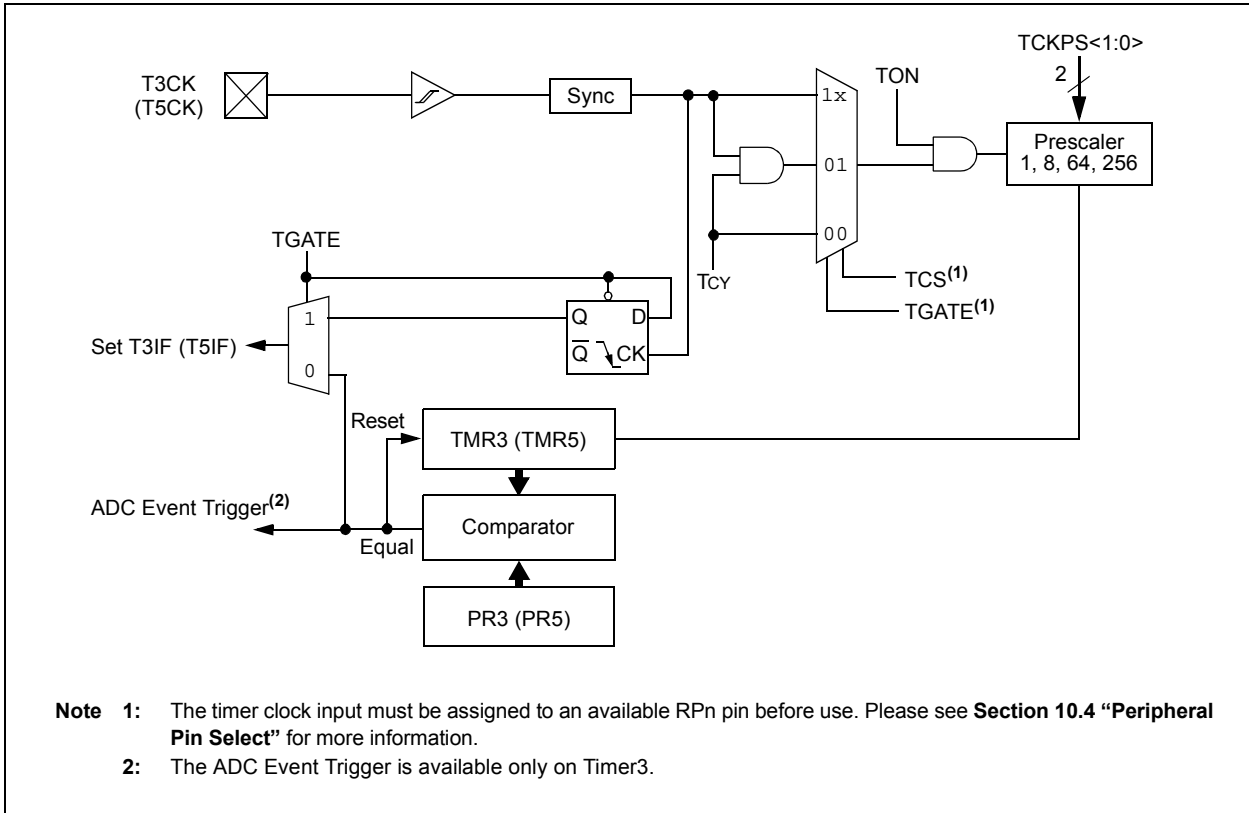 TCKPS<1:0>
2
TON
T3CK
(T5CK)
Sync
1x
Prescaler
1, 8, 64, 256
01
00
TGATE
TCY
TCS(1)
TGATE(1)
1
Q
D
Set T3IF (T5IF)
Q
CK
0
Reset
TMR3 (TMR5)
ADC Event Trigger(2)
Comparator
Equal
PR3 (PR5)
Note 1: The timer clock input must be assigned to an available RPn pin before use. Please see Section 10.4 “Peripheral
Pin Select” for more information.
2: The ADC Event Trigger is available only on Timer3.